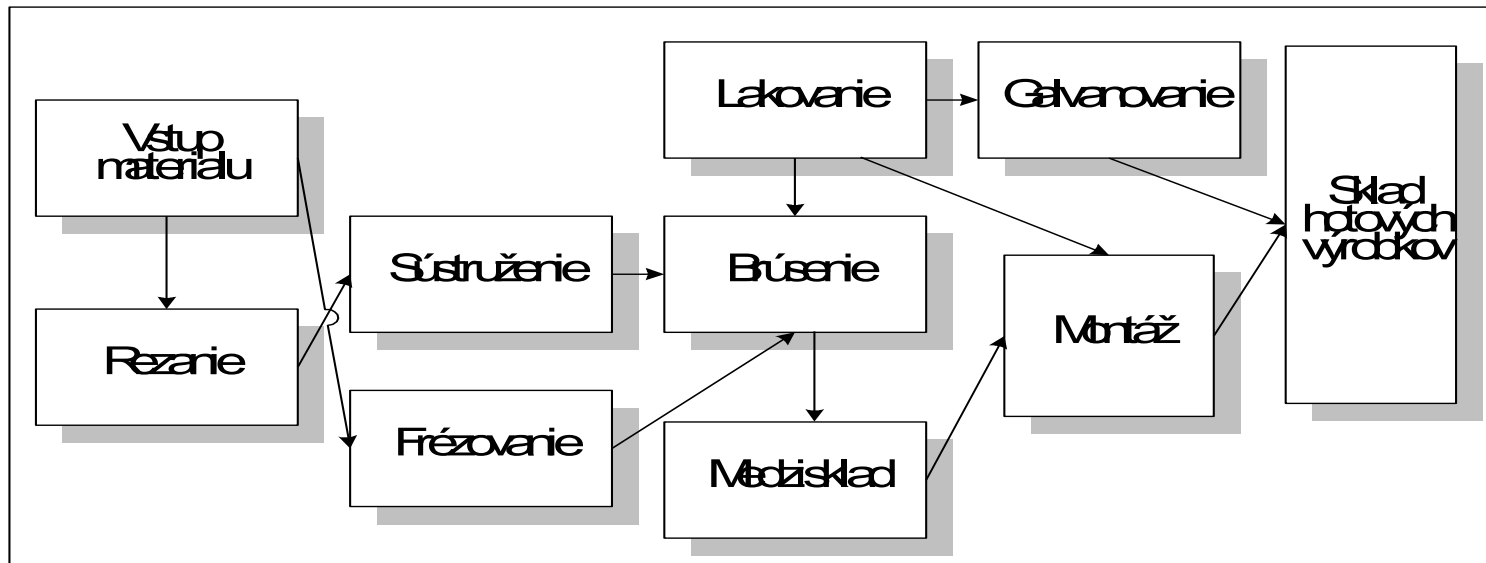 Vstup
materialu
Rezanie
Sústruženie
Frézovanie
Lakovanie
Brúsenie
Medzisklad
Galvanovanie
Montáž
Sklad
hotových
výrobkov